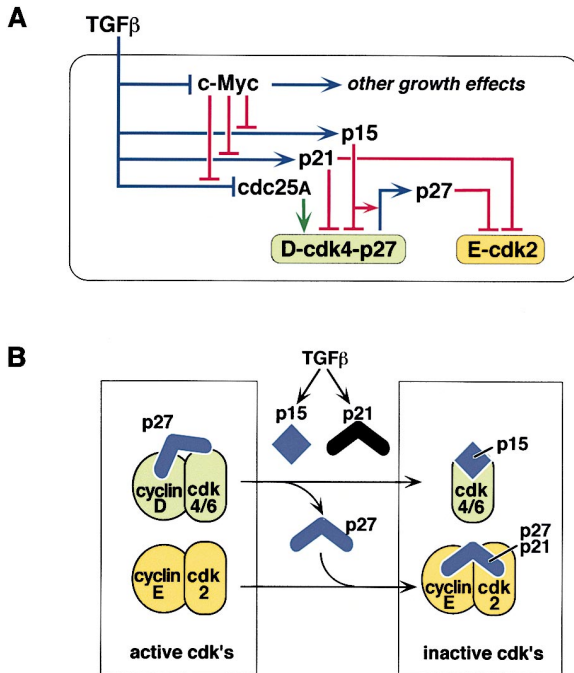 A
TGFβ
c-Myc
other growth effects
p15
p21
cdc25A
p27
D-cdk4-p27
E-cdk2
B
TGFβ
p15
p21
p27
cyclin
D
cdk
4/6
p15
cdk
4/6
p27
p27
p21
cyclin
E
cdk
2
cyclin
E
cdk
2
active cdk's
inactive cdk's